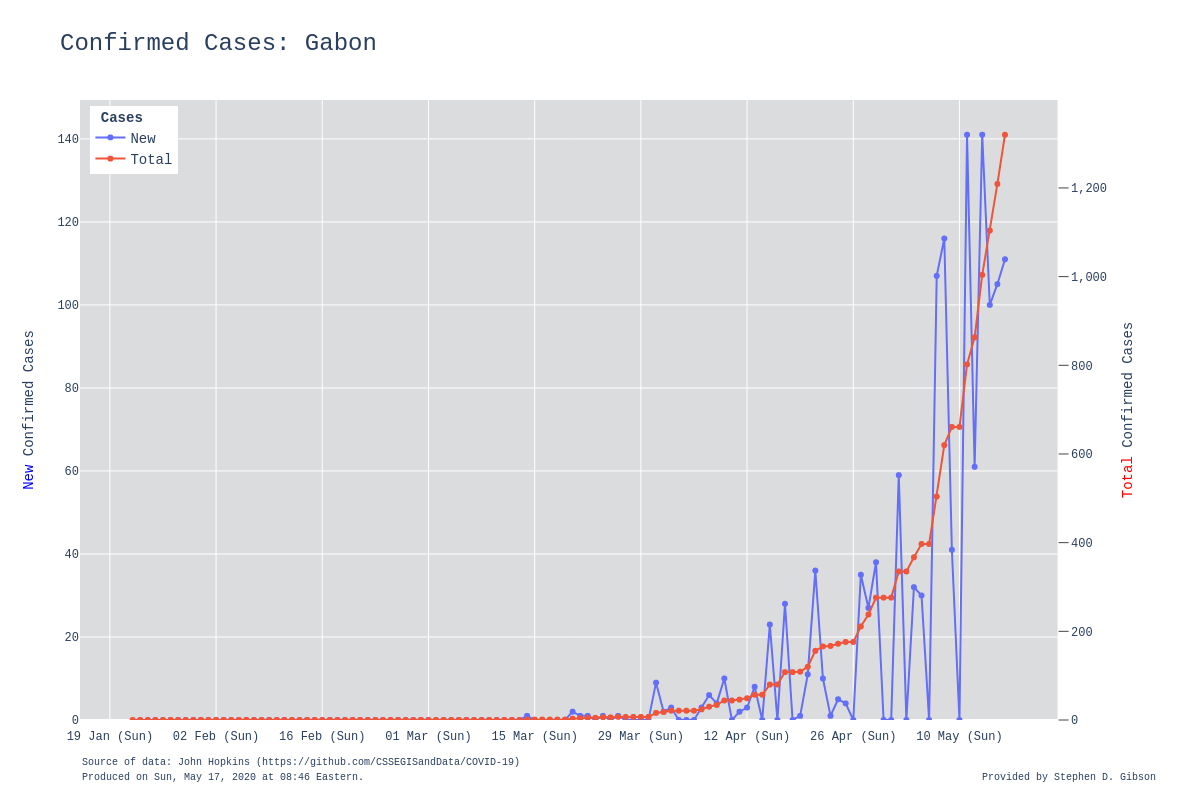 Confirmed Cases: Gabon
Cases
New
Total
140
120
100
80
60
40
20
0
New Confirmed Cases
1,200
1,000
800
600
400
200
0
Total Confirmed Cases
19 Jan (Sun) 02 Feb (Sun) 16 Feb (Sun) 01 Mar (Sun) 15 Mar (Sun) 29 Mar (Sun) 12 Apr (Sun) 26 Apr (Sun) 10 May (Sun)
Source of data: John Hopkins (https://github.com/CSSEGISandData/COVID-19)
Produced on Sun, May 17, 2020 at 08:46 Eastern.
Provided by Stephen D. Gibson